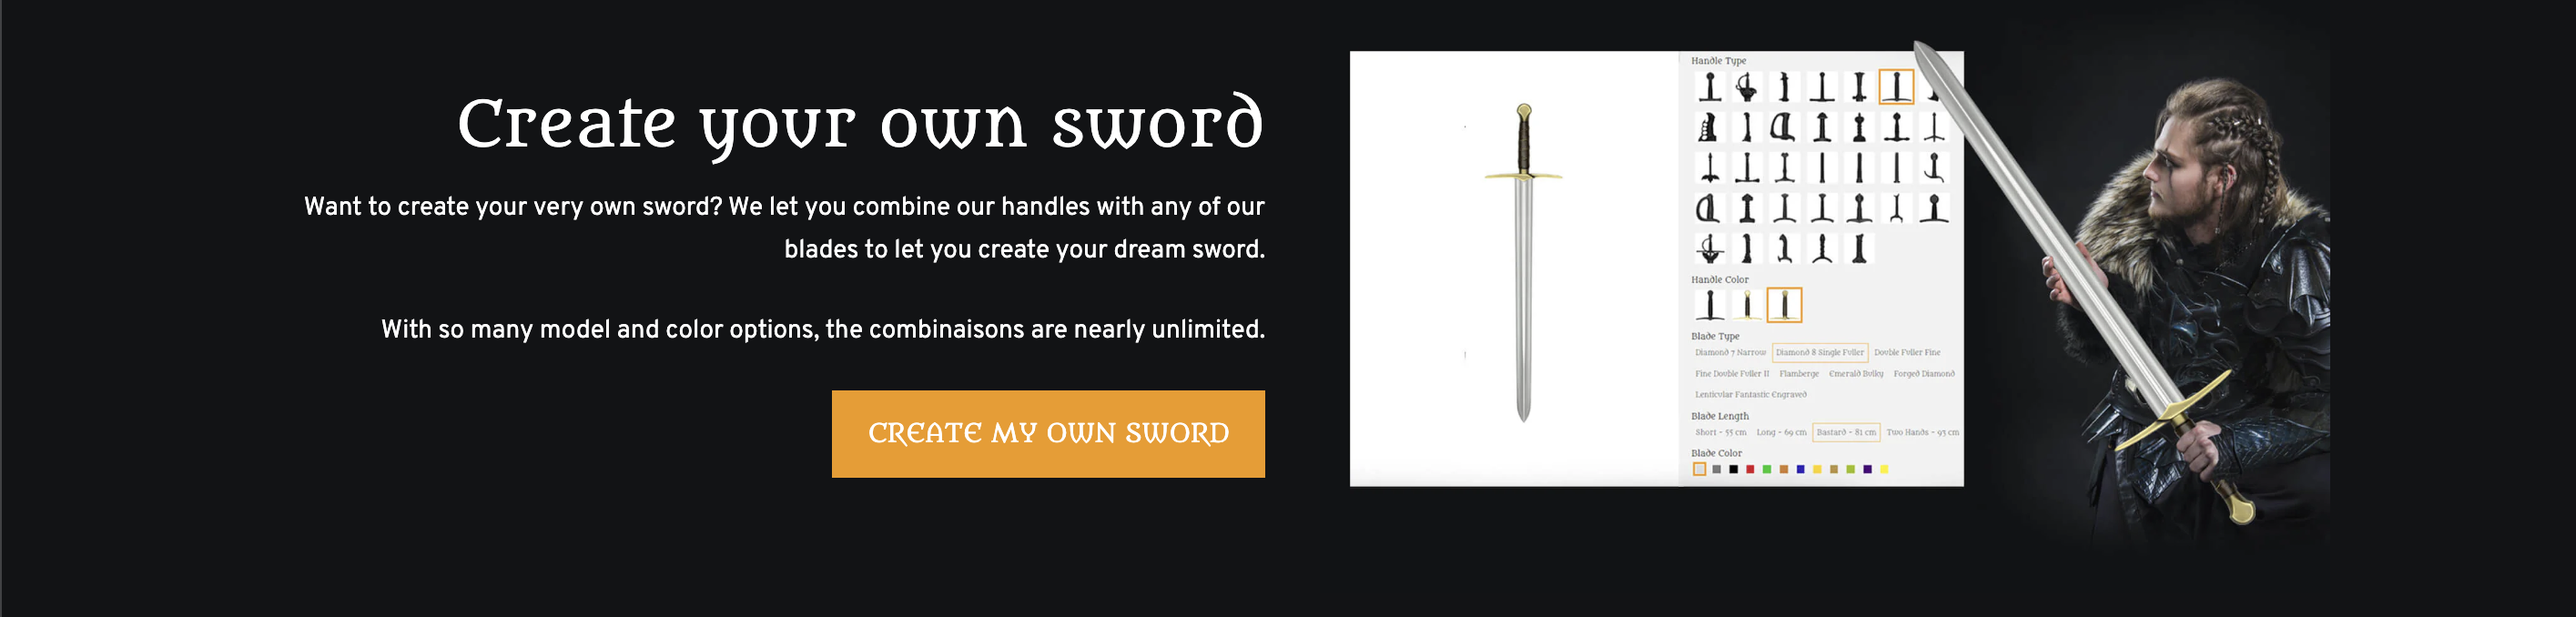 Create your own sword
Want to create your very own sword? We let you combine our handles with any of our
blades to let you create your dream sword.
With so many model and color options, the combinaisons are nearly unlimited.
CREATE MY OWN SWORD
Handle Type
Handle Color
Blade Type
Diamond 7 Narrow Diamond 8 Single Fuller Double Fuller Fine
Fine Double Fuller II Flamberge Emerald Bulky Forged Diamond
Lenticular Fantastic Engraved
Blade Length
Short - 55 cm Long - 69 cm Bastard - 81 cm Two Hands - 95 cm
Blade Color